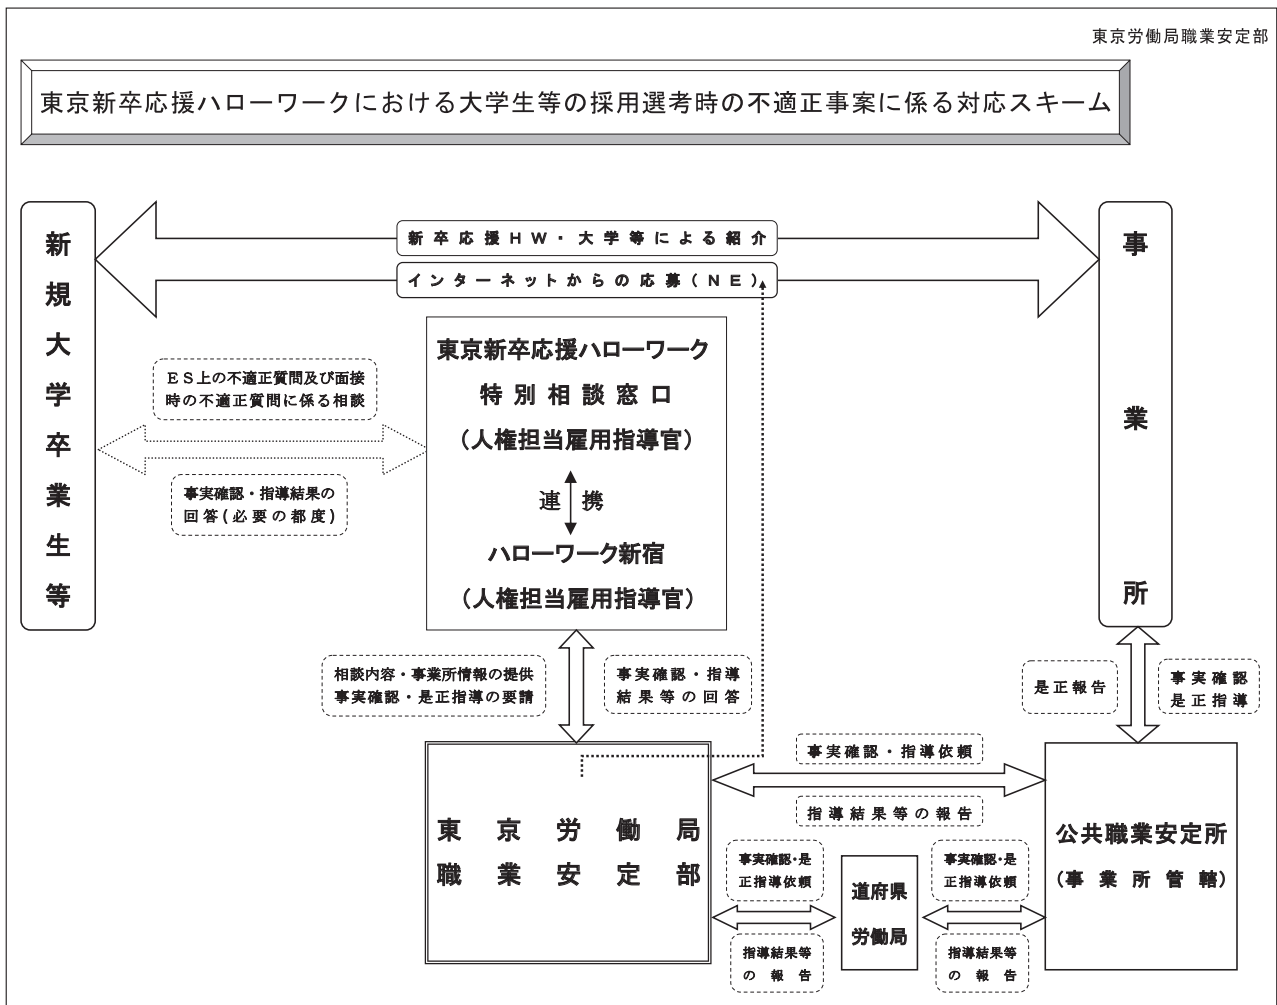 東京労働局職業安定部
東京新卒応援ハローワークにおける大学生等の採用選考時の不適正事案に係る対応スキーム
新規大学卒業生等
新卒応援HW・大学等による紹介
インターネットからの応募(NE)
事業所
ES上の不適正質問及び面接
時の不適正質問に係る相談
事実確認・指導結果の
回答(必要の都度)
東京新卒応援ハローワーク
特別相談窓口
(人権担当雇用指導官)
連携
ハローワーク新宿
(人権担当雇用指導官)
相談内容・事業所情報の提供
事実確認・是正指導の要請
事実確認・指導
結果等の回答
是正報告
事実確認
是正指導
東京労働局
職業安定部
事実確認・指導依頼
指導結果等の報告
事実確認・是
正指導依頼
指導結果等
の報告
道府県
労働局
事実確認・是
正指導依頼
指導結果等
の報告
公共職業安定所
(事業所管轄)